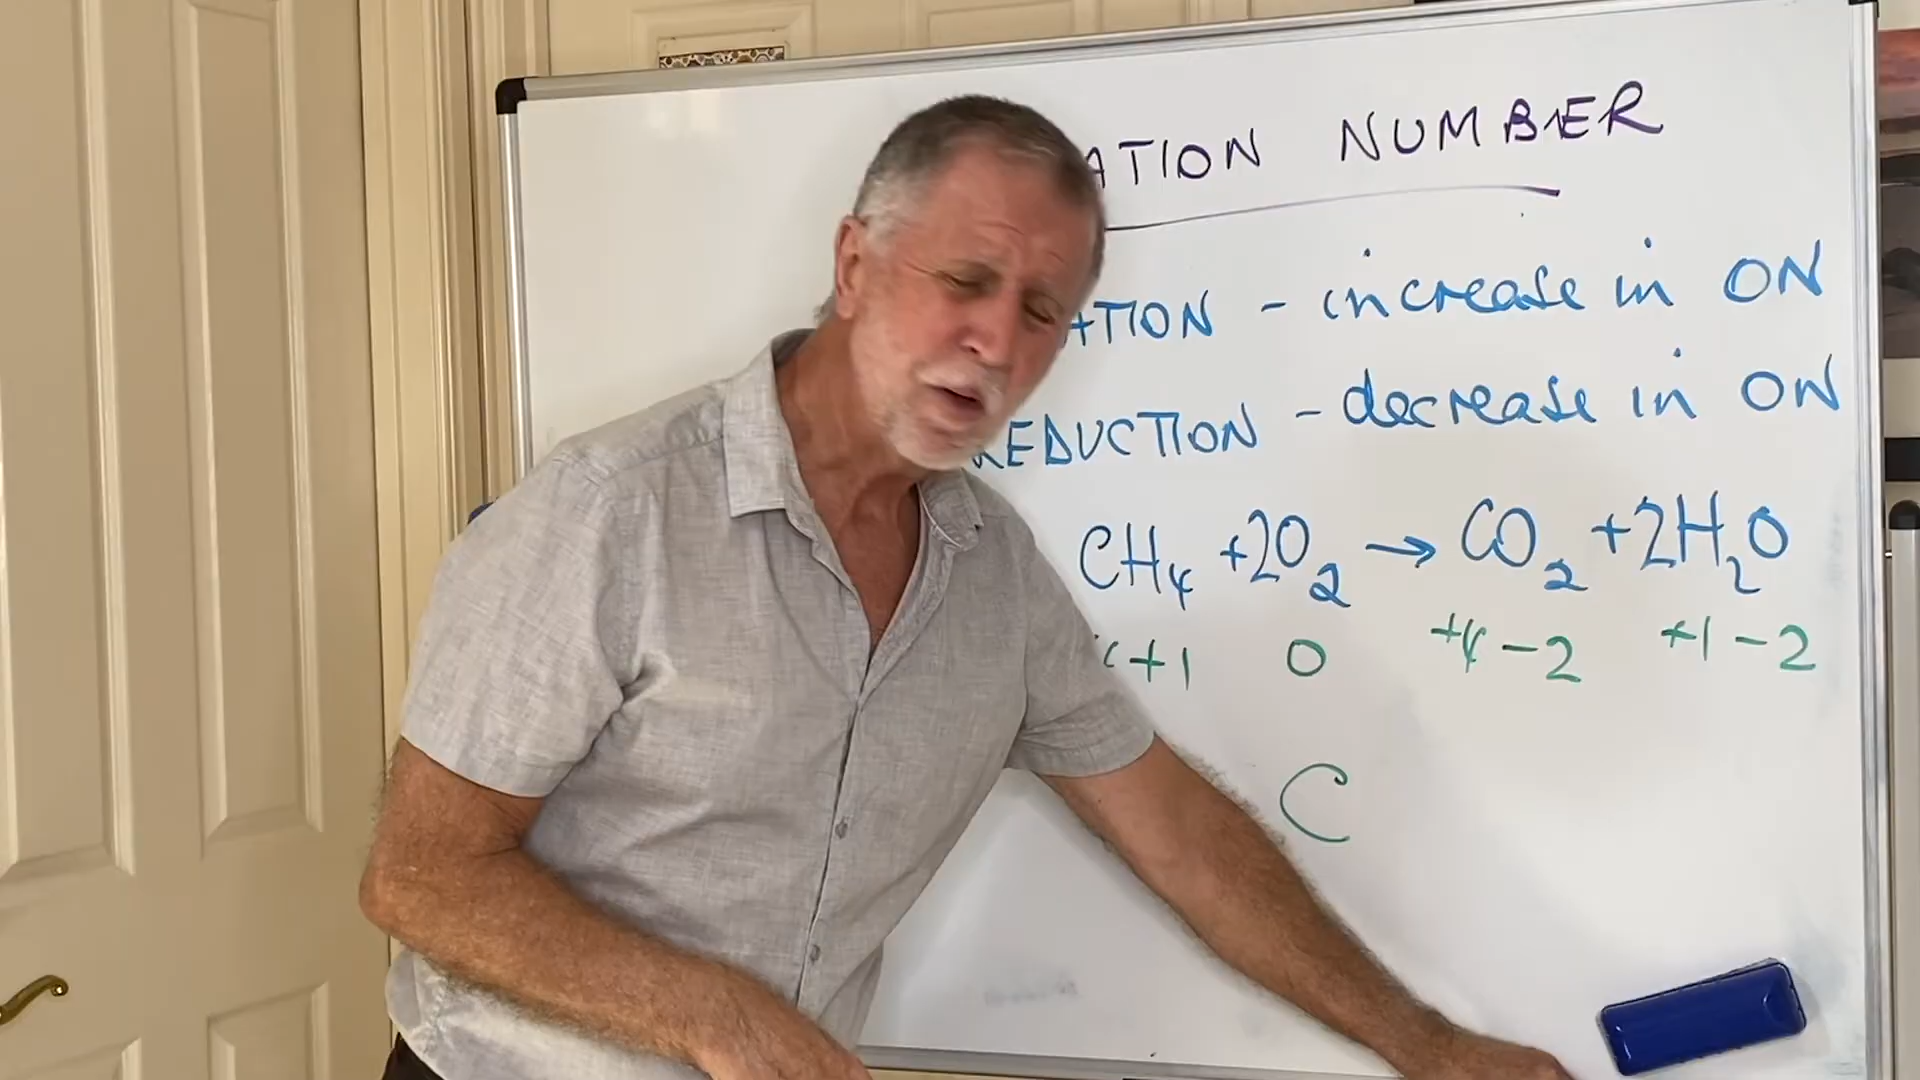 ATION NUMBER
ATION - increase in ON
REDUCTION - decrease in ON
CH₄ +2O₂ → CO₂ +2H₂O
+1 0 +4 -2 +1 -2
C